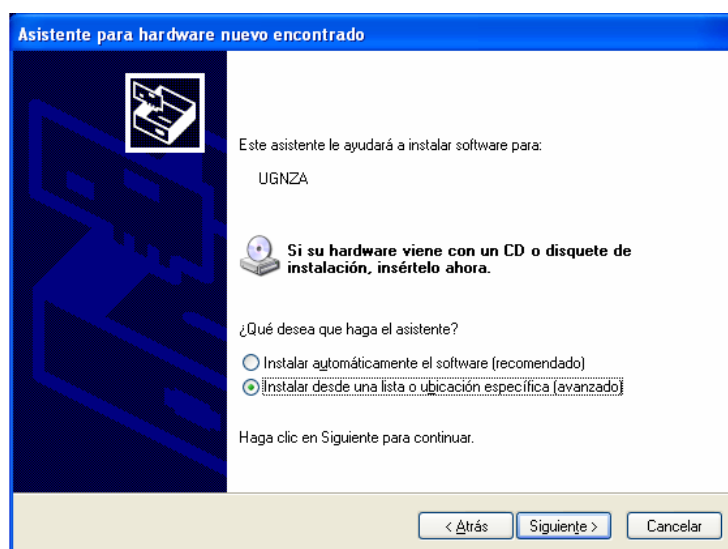 Asistente para hardware nuevo encontrado
Este asistente le ayudará a instalar software para:
UGNZA
Si su hardware viene con un CD o disquete de
instalación, insértelo ahora.
¿Qué desea que haga el asistente?
Instalar automáticamente el software (recomendado)
Instalar desde una lista o ubicación específica (avanzado)
Haga clic en Siguiente para continuar.
< Atrás
Siguiente >
Cancelar